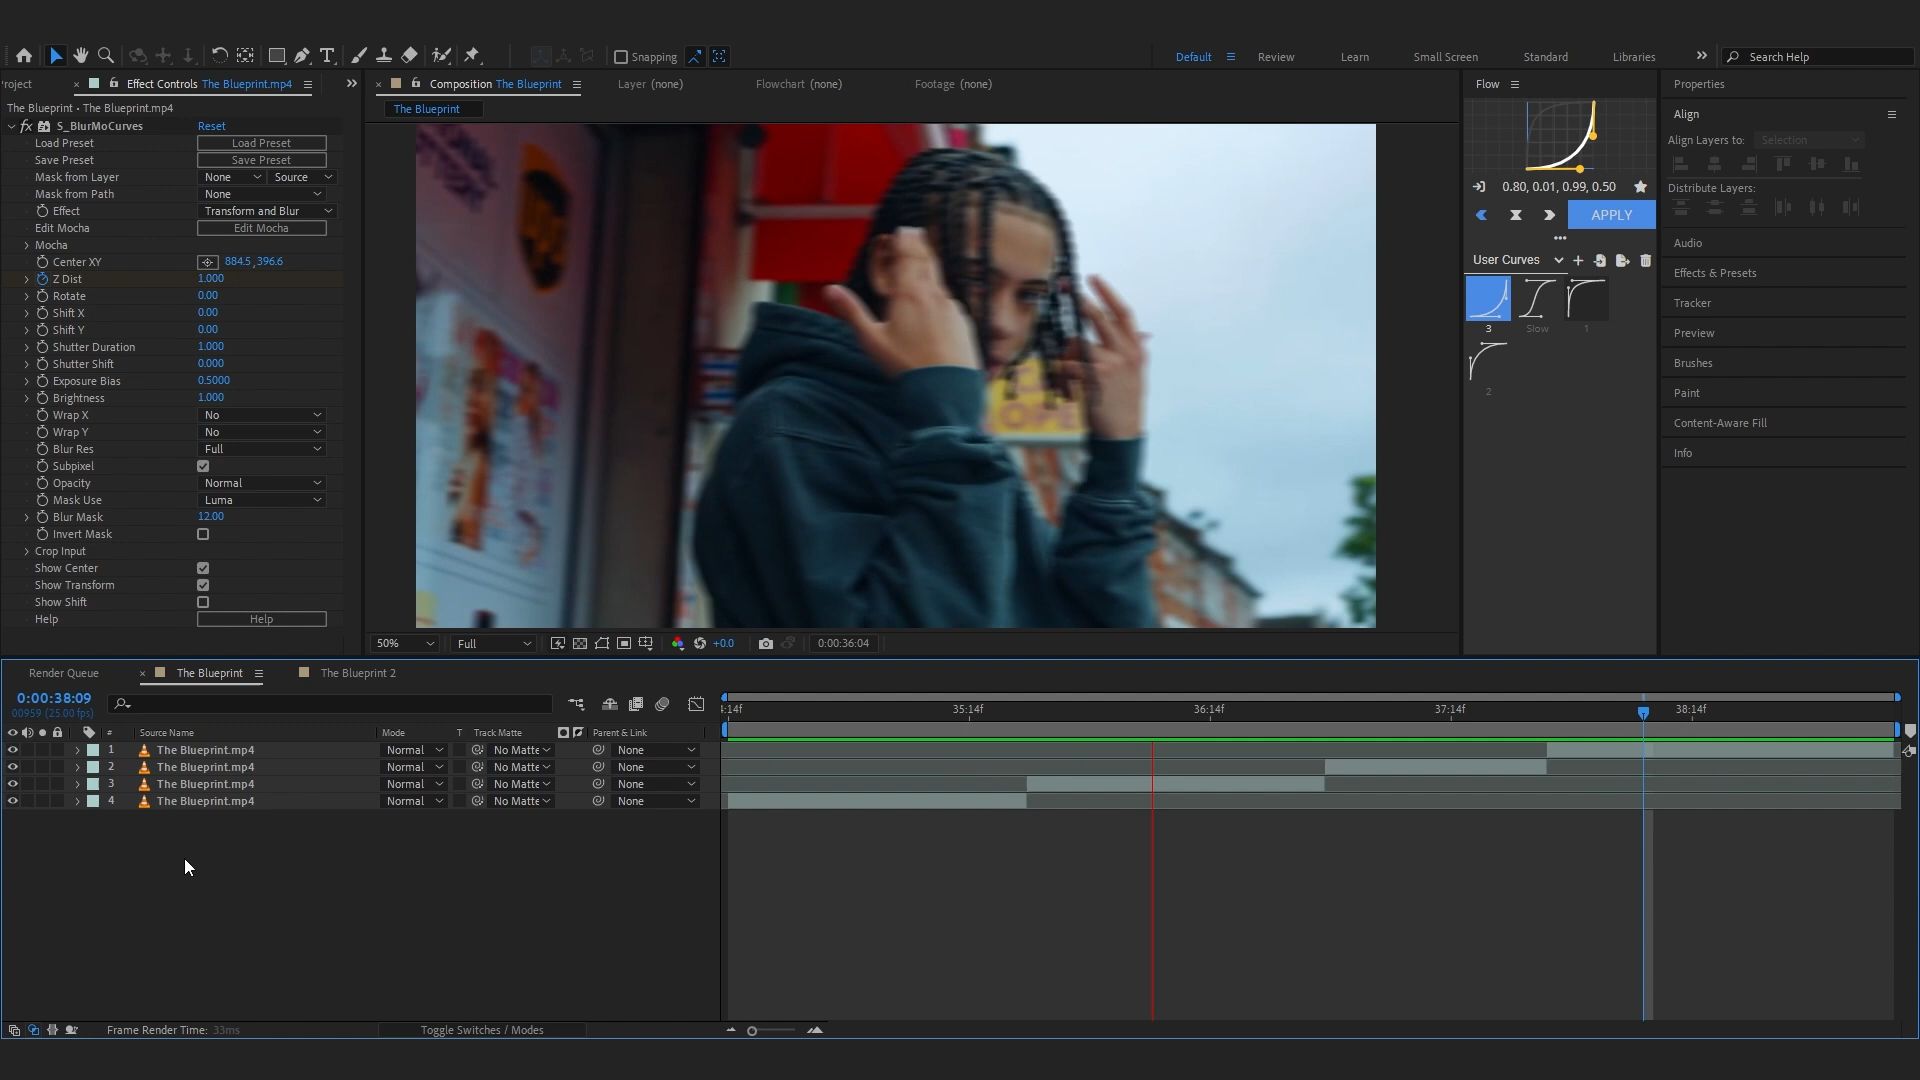 Snapping
Default
Review
Learn
Small Screen
Standard
Libraries
Search Help
roject
Effect Controls The Blueprint.mp4
Composition The Blueprint
Layer (none)
Flowchart (none)
Footage (none)
Flow
Properties
The Blueprint • The Blueprint.mp4
The Blueprint
fx S_BlurMoCurves Reset
Load Preset Load Preset
Save Preset Save Preset
Mask from Layer None Source
Mask from Path None
Effect Transform and Blur
Edit Mocha Edit Mocha
Mocha
Center XY 884.5, 396.6
Z Dist 1.000
Rotate 0.00
Shift X 0.00
Shift Y 0.00
Shutter Duration 1.000
Shutter Shift 0.000
Exposure Bias 0.5000
Brightness 1.000
Wrap X No
Wrap Y No
Blur Res Full
Subpixel
Opacity Normal
Mask Use Luma
Blur Mask 12.00
Invert Mask
Crop Input
Show Center
Show Transform
Show Shift
Help Help
OPE
50% Full +0.0 0:00:36:04
0.80, 0.01, 0.99, 0.50
APPLY
User Curves
3 Slow 1
2
Align
Align Layers to: Selection
Distribute Layers:
Audio
Effects & Presets
Tracker
Preview
Brushes
Paint
Content-Aware Fill
Info
Render Queue
The Blueprint
The Blueprint 2
0:00:38:09
00959 (25.00 fps)
4:14f 35:14f 36:14f 37:14f 38:14f
# Source Name Mode T Track Matte Parent & Link
1 The Blueprint.mp4 Normal No Matte None
2 The Blueprint.mp4 Normal No Matte None
3 The Blueprint.mp4 Normal No Matte None
4 The Blueprint.mp4 Normal No Matte None
Frame Render Time: 33ms
Toggle Switches / Modes